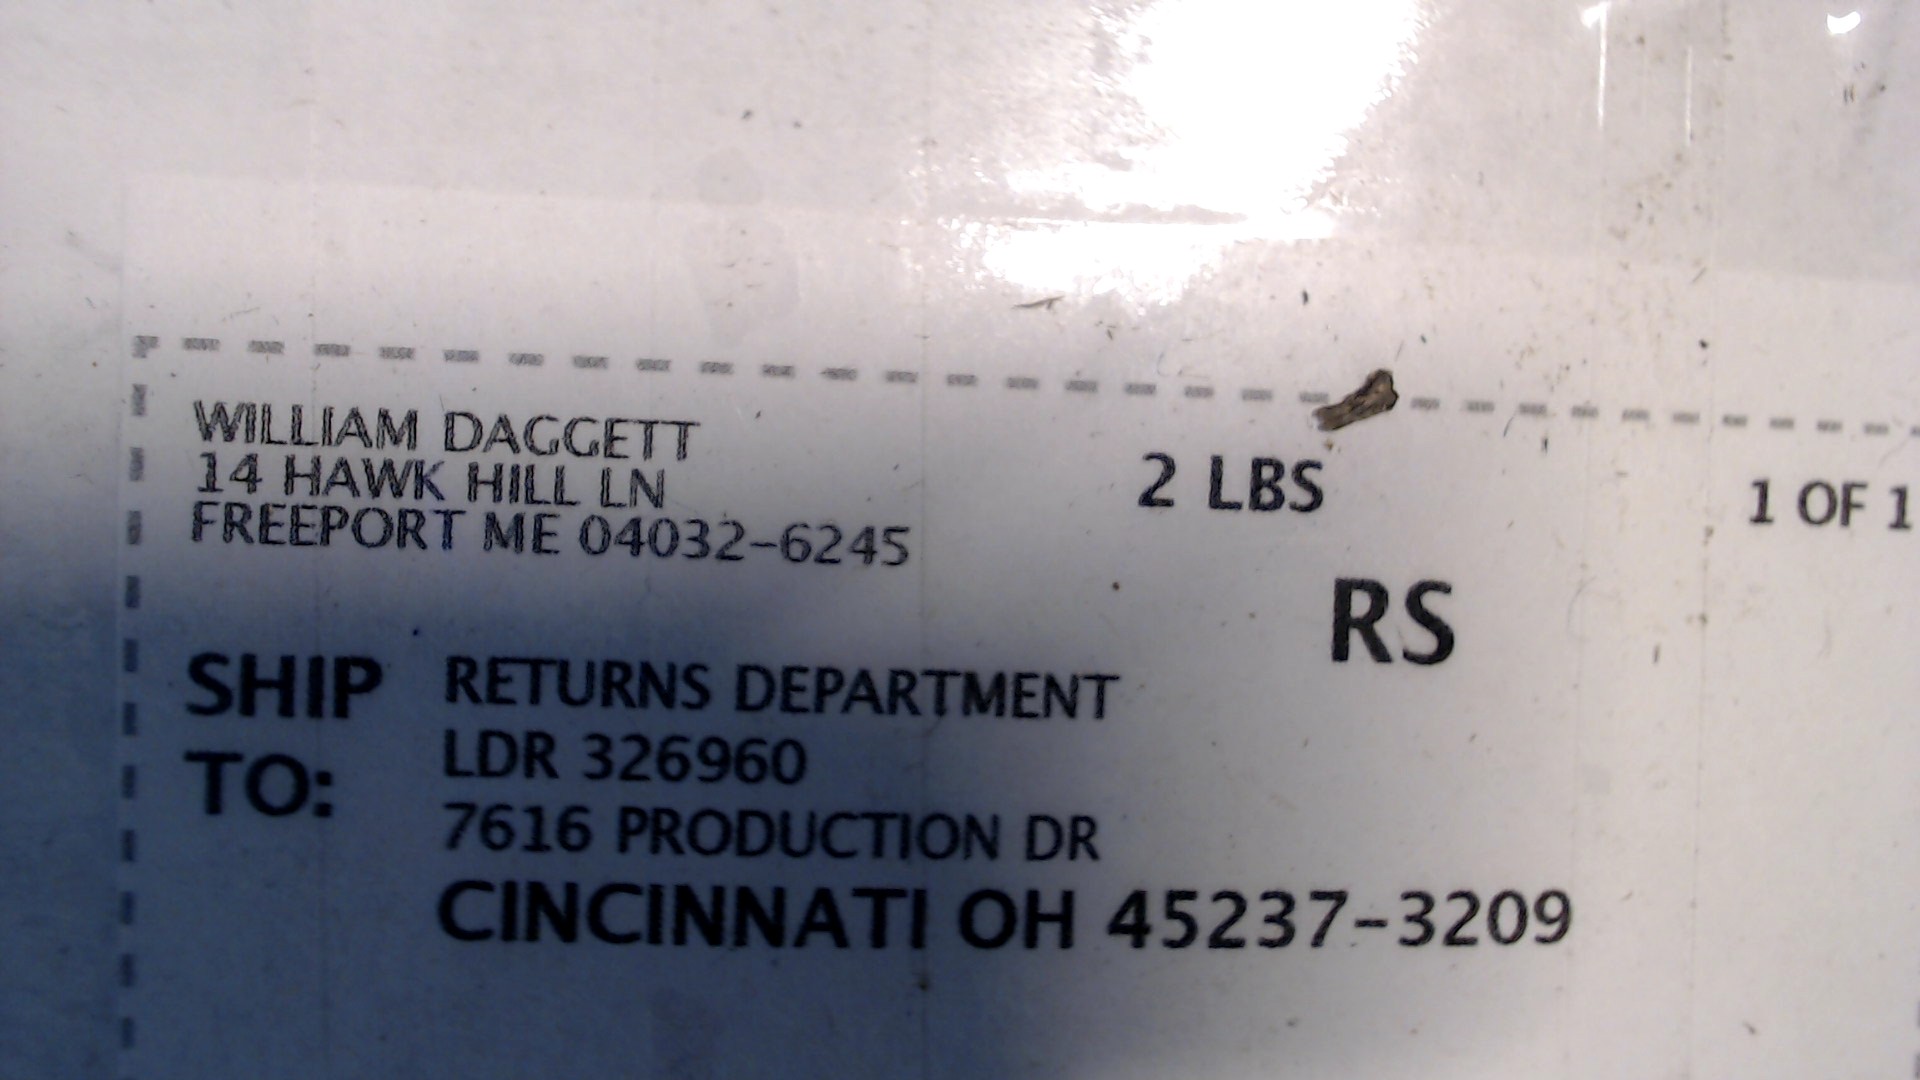 WILLIAM DAGGETT
14 HAWK HILL LN
FREEPORT ME 04032-6245
2 LBS
1 OF 1
RS
SHIP TO:
RETURNS DEPARTMENT
LDR 326960
7616 PRODUCTION DR
CINCINNATI OH 45237-3209